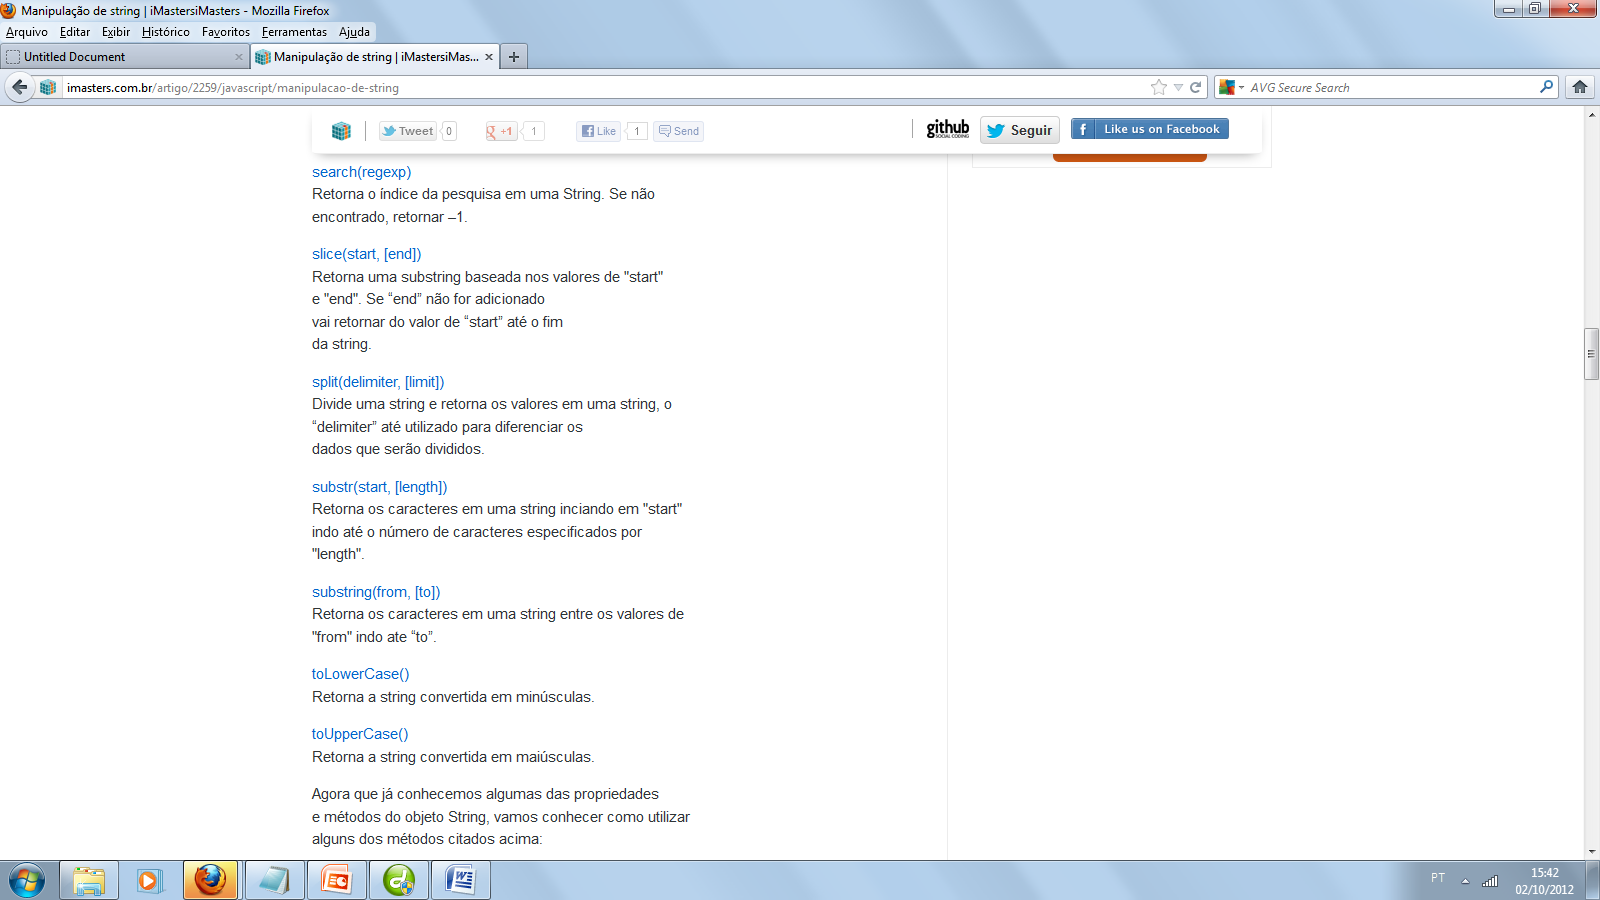 Manipulação de string | iMastersiMasters - Mozilla Firefox
Arquivo Editar Exibir Histórico Favoritos Ferramentas Ajuda
Untitled Document
Manipulação de string | iMastersiMas...
imasters.com.br/artigo/2259/javascript/manipulacao-de-string
AVG Secure Search
Tweet 0
+1 1
Like 1
Send
github
SOCIAL CODING
Seguir
Like us on Facebook
search(regexp)
Retorna o índice da pesquisa em uma String. Se não
encontrado, retornar –1.
slice(start, [end])
Retorna uma substring baseada nos valores de "start"
e "end". Se “end” não for adicionado
vai retornar do valor de “start” até o fim
da string.
split(delimiter, [limit])
Divide uma string e retorna os valores em uma string, o
“delimiter” até utilizado para diferenciar os
dados que serão divididos.
substr(start, [length])
Retorna os caracteres em uma string inciando em "start"
indo até o número de caracteres especificados por
"length".
substring(from, [to])
Retorna os caracteres em uma string entre os valores de
"from" indo ate “to”.
toLowerCase()
Retorna a string convertida em minúsculas.
toUpperCase()
Retorna a string convertida em maiúsculas.
Agora que já conhecemos algumas das propriedades
e métodos do objeto String, vamos conhecer como utilizar
alguns dos métodos citados acima:
PT
15:42
02/10/2012